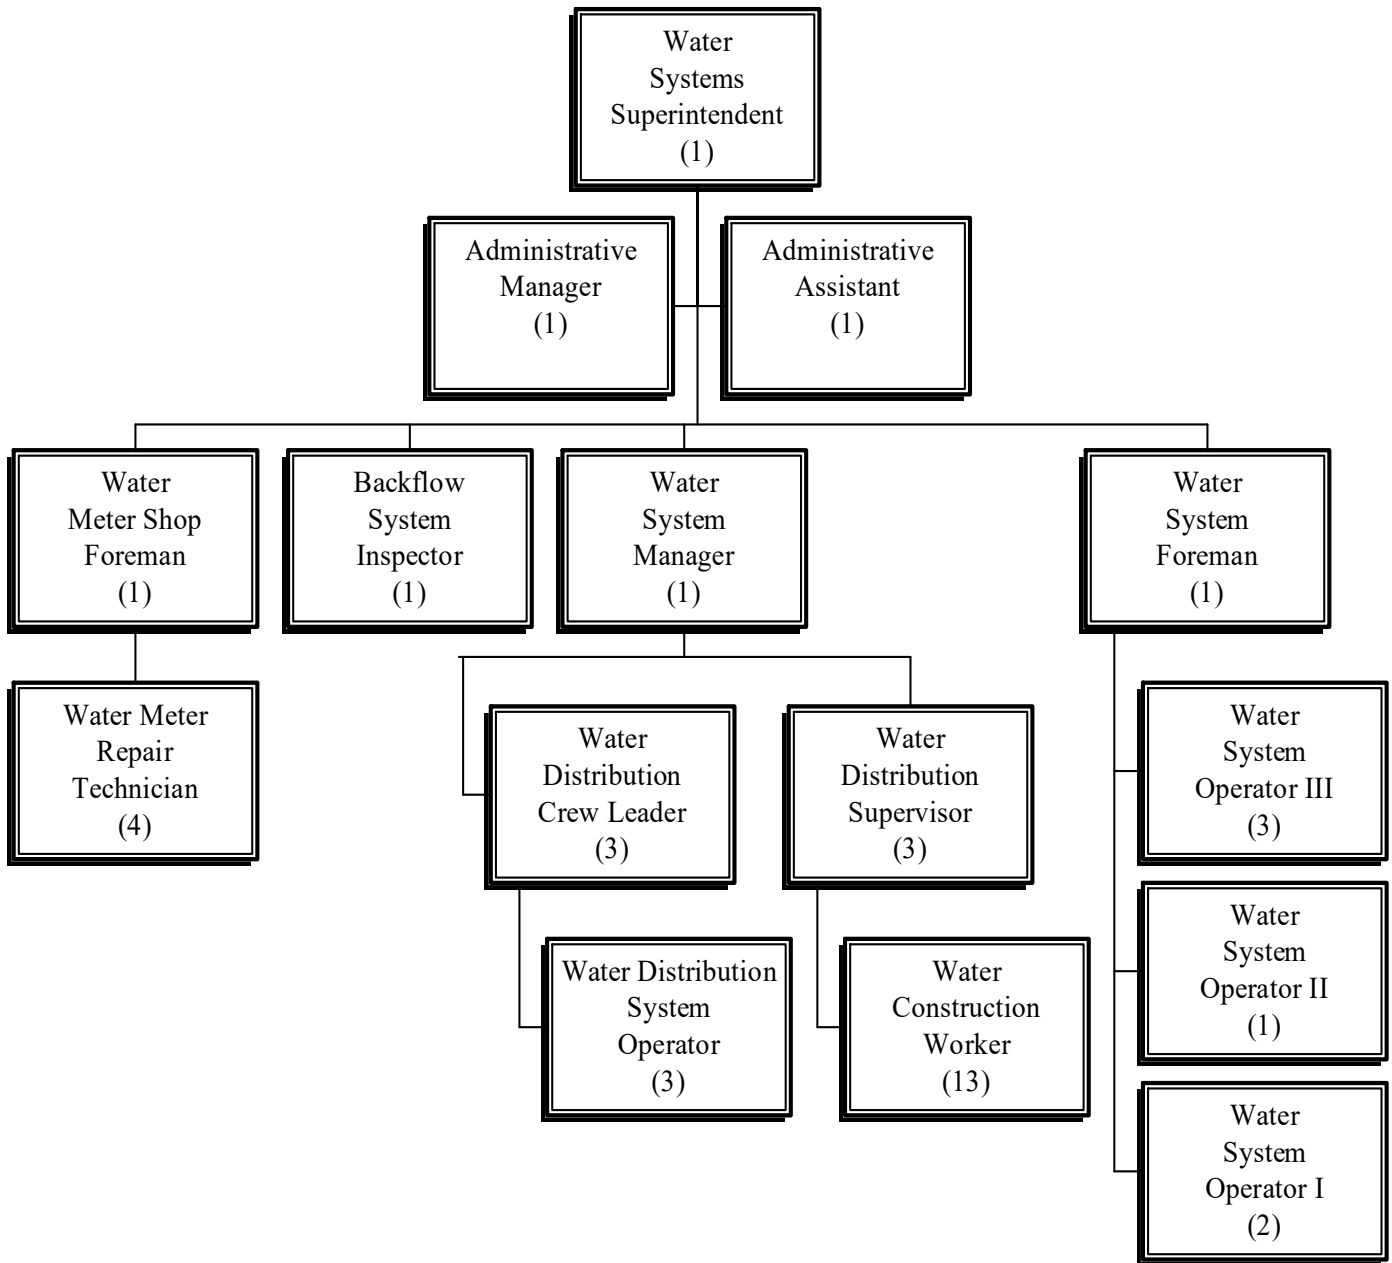 Water
Systems
Superintendent
(1)
Administrative
Manager
(1)
Administrative
Assistant
(1)
Water
Meter Shop
Foreman
(1)
Backflow
System
Inspector
(1)
Water
System
Manager
(1)
Water
System
Foreman
(1)
Water Meter
Repair
Technician
(4)
Water
Distribution
Crew Leader
(3)
Water
Distribution
Supervisor
(3)
Water
System
Operator III
(3)
Water Distribution
System
Operator
(3)
Water
Construction
Worker
(13)
Water
System
Operator II
(1)
Water
System
Operator I
(2)